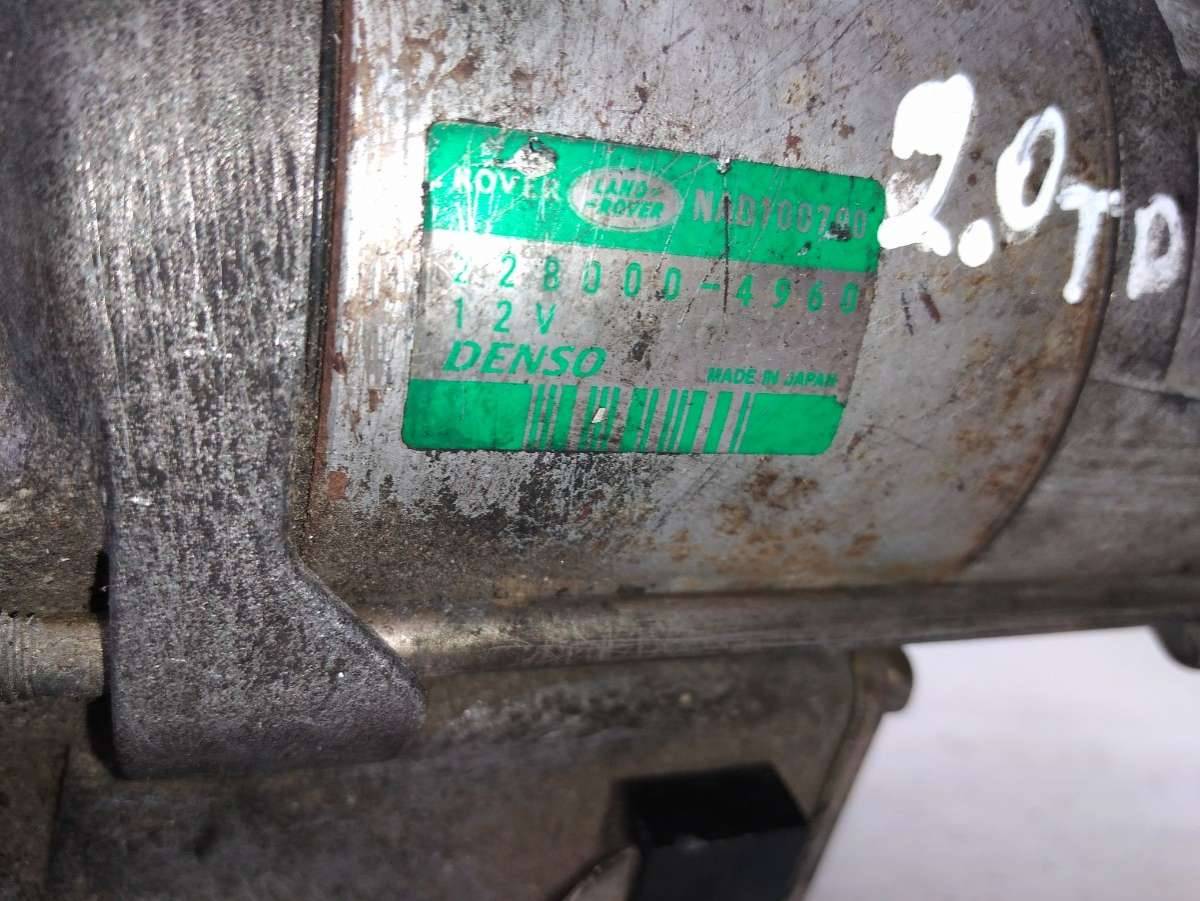 ROVER LAND-ROVER NAD100790
228000-4960
12V
DENSO MADE IN JAPAN
2.0TD